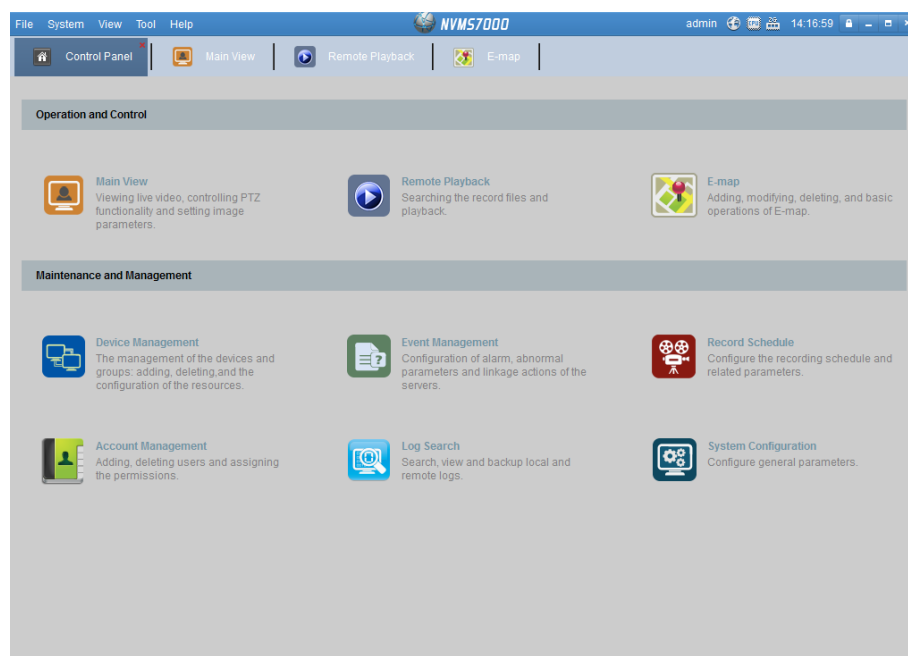 File System View Tool Help NVMS7000 admin 14:16:59
Control Panel Main View Remote Playback E-map
Operation and Control
Main View
Viewing live video, controlling PTZ
functionality and setting image
parameters.
Remote Playback
Searching the record files and
playback.
E-map
Adding, modifying, deleting, and basic
operations of E-map.
Maintenance and Management
Device Management
The management of the devices and
groups: adding, deleting,and the
configuration of the resources.
Event Management
Configuration of alarm, abnormal
parameters and linkage actions of the
servers.
Record Schedule
Configure the recording schedule and
related parameters.
Account Management
Adding, deleting users and assigning
the permissions.
Log Search
Search, view and backup local and
remote logs.
System Configuration
Configure general parameters.